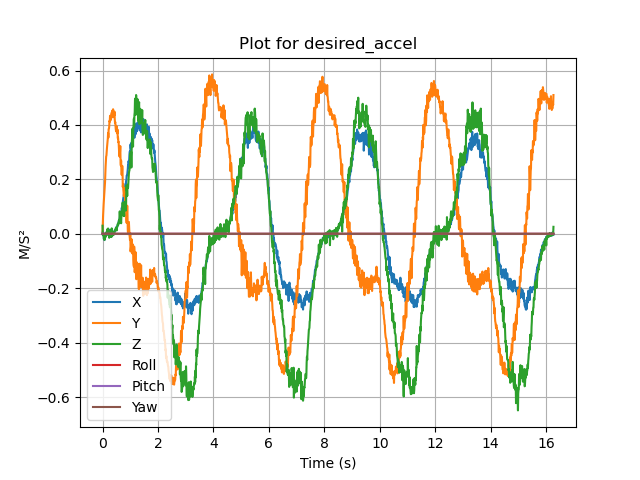 Plot for desired_accel
M/S²
0.6
0.4
0.2
0.0
−0.2
−0.4
−0.6
X
Y
Z
Roll
Pitch
Yaw
0 2 4 6 8 10 12 14 16
Time (s)